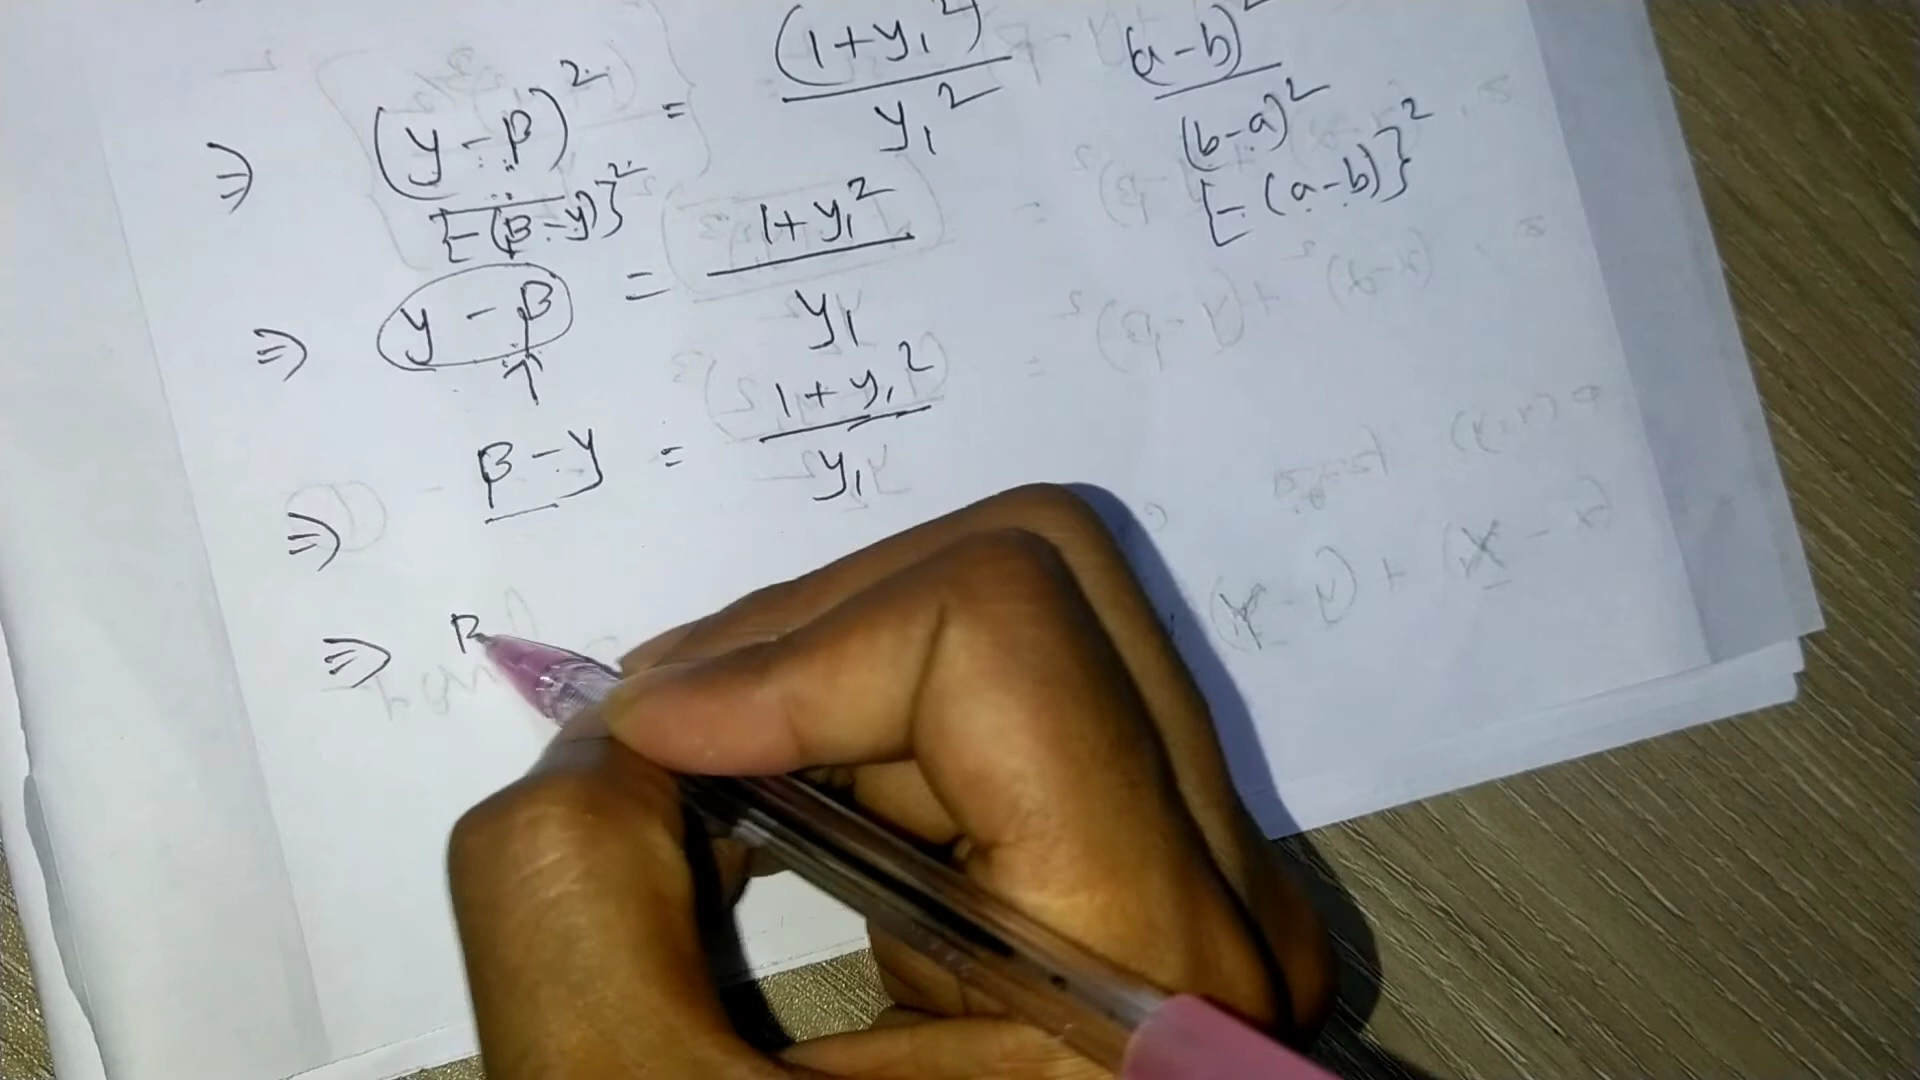 ⇒ (y - β)² = (1+y₁²) / y₁²
(a-b)²
(b-a)²
{-(β-y)}²
{-(a-b)}²
⇒ y - β = 1+y₁² / y₁
↑
⇒ β - y = 1+y₁² / y₁
⇒ β